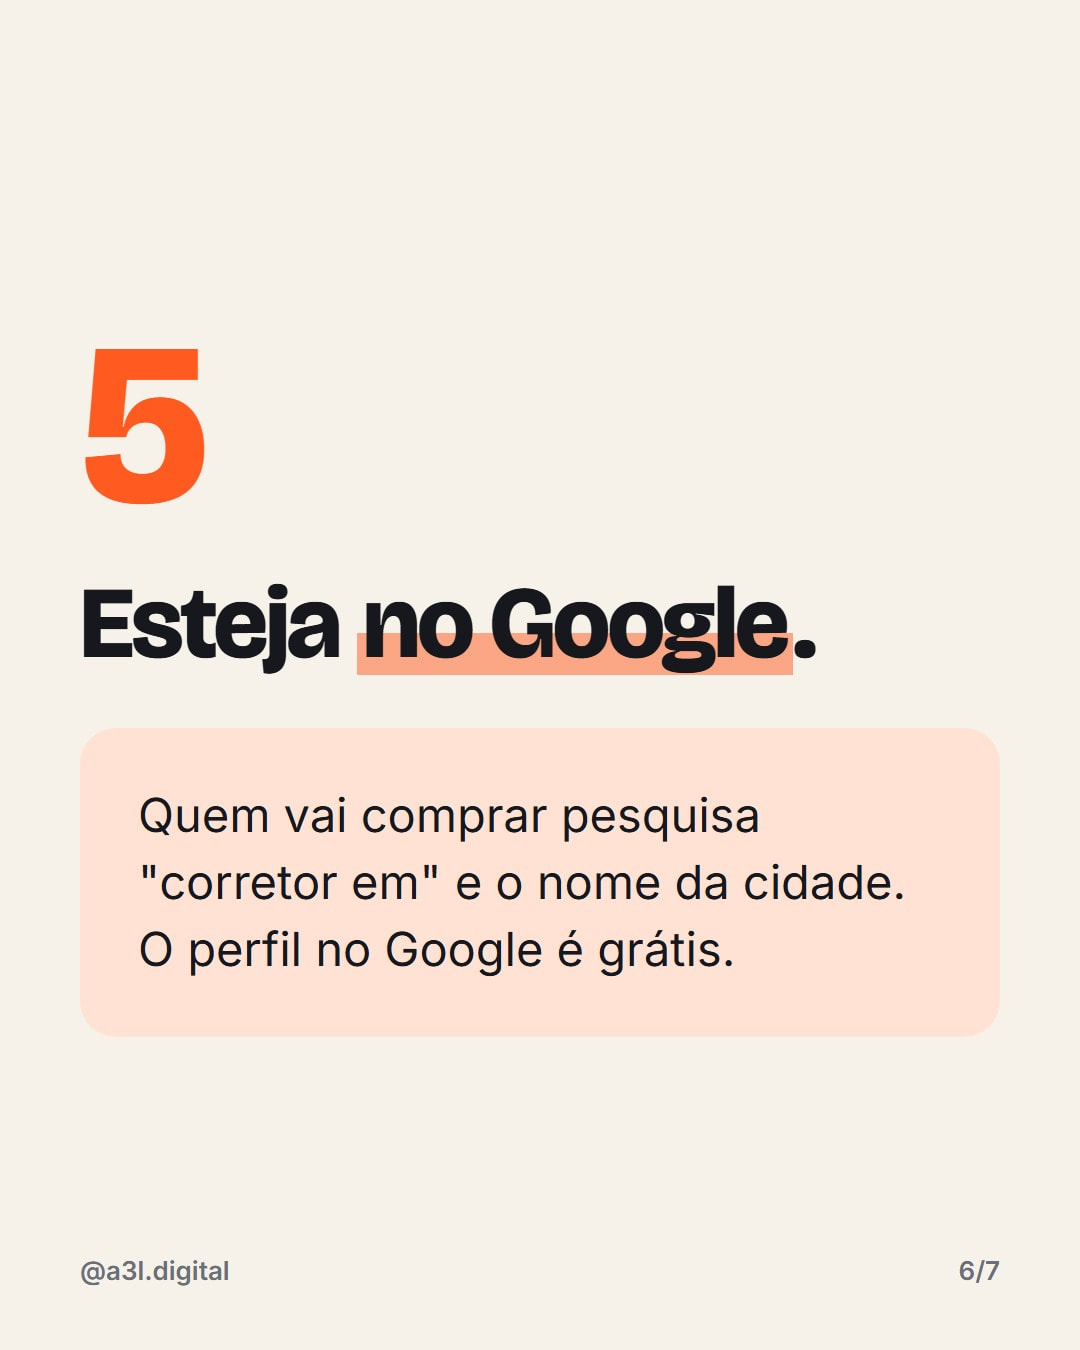 5
Esteja no Google.
Quem vai comprar pesquisa
"corretor em" e o nome da cidade.
O perfil no Google é grátis.
@a3l.digital
6/7